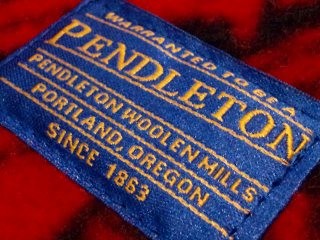 WARRANTED TO BE A
PENDLETON
PENDLETON WOOLEN MILLS
PORTLAND, OREGON
SINCE 1863